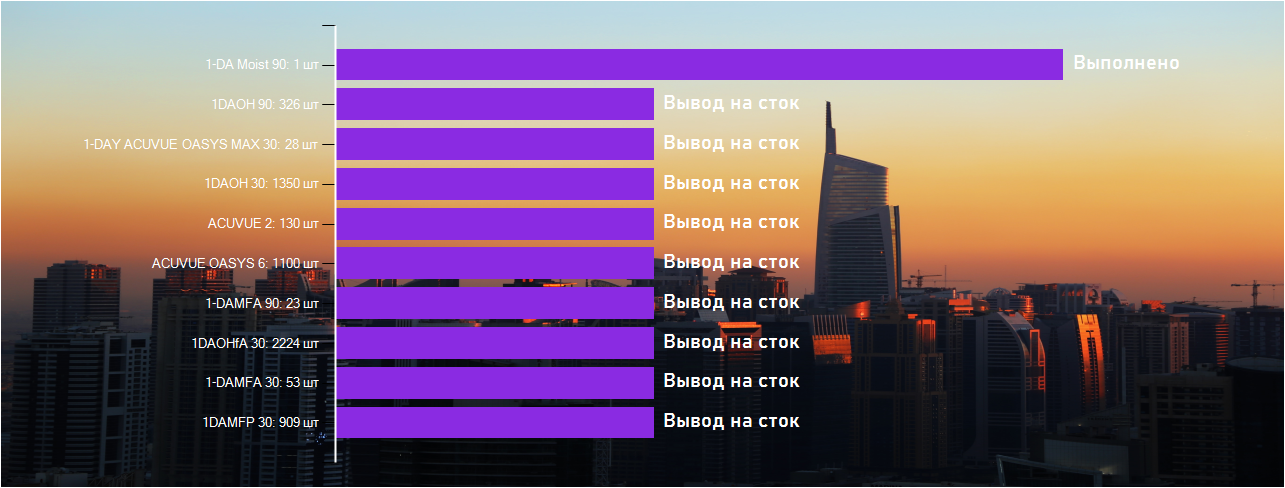 1-DA Moist 90: 1 шт Выполнено
1DAOH 90: 326 шт Вывод на сток
1-DAY ACUVUE OASYS MAX 30: 28 шт Вывод на сток
1DAOH 30: 1350 шт Вывод на сток
ACUVUE 2: 130 шт Вывод на сток
ACUVUE OASYS 6: 1100 шт Вывод на сток
1-DAMFA 90: 23 шт Вывод на сток
1DAOHfA 30: 2224 шт Вывод на сток
1-DAMFA 30: 53 шт Вывод на сток
1DAMFP 30: 909 шт Вывод на сток